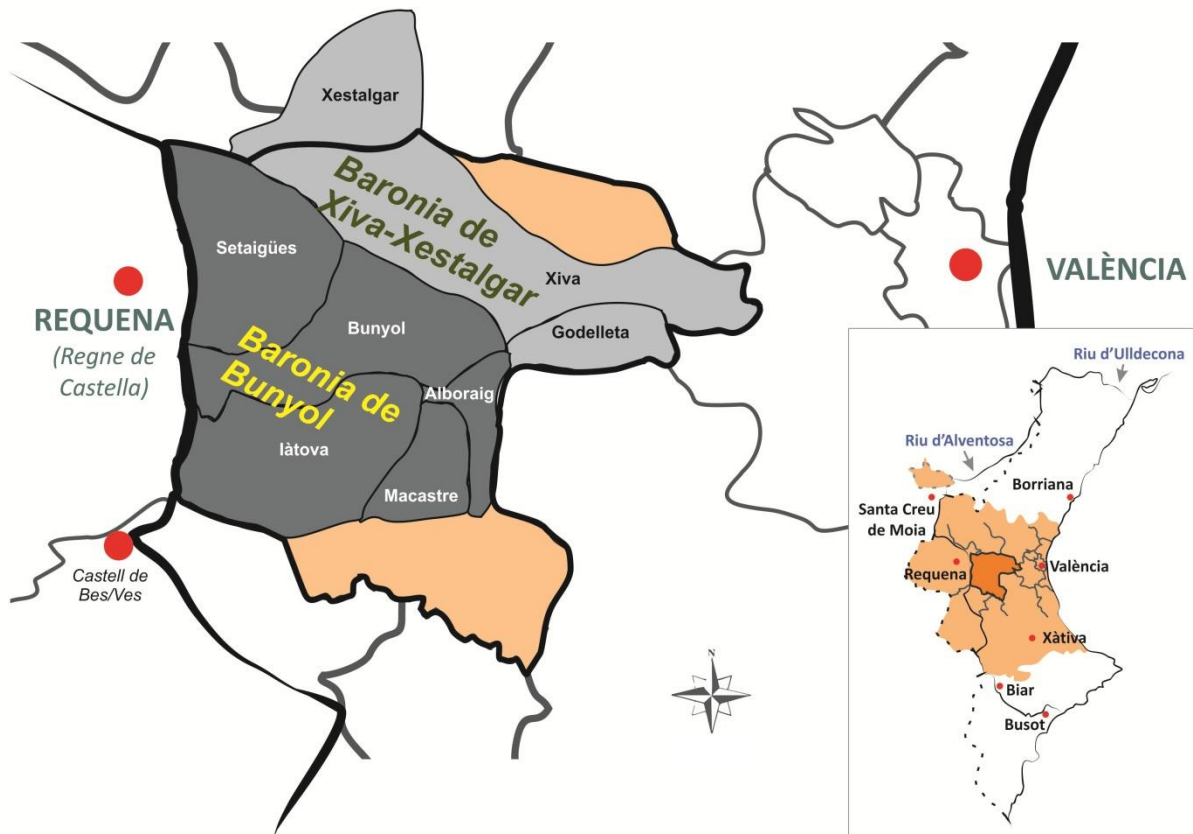 Xestalgar
Baronia de
Xiva-Xestalgar
Setaigües
Xiva
VALÈNCIA
REQUENA
(Regne de
Castella)
Bunyol
Godelleta
Baronia de
Bunyol
Alboraig
Iàtova
Macastre
Castell de
Bes/Ves
N
Riu d'Ulldecona
Riu d'Alventosa
Borriana
Santa Creu
de Moia
Requena
València
Xàtiva
Biar
Busot